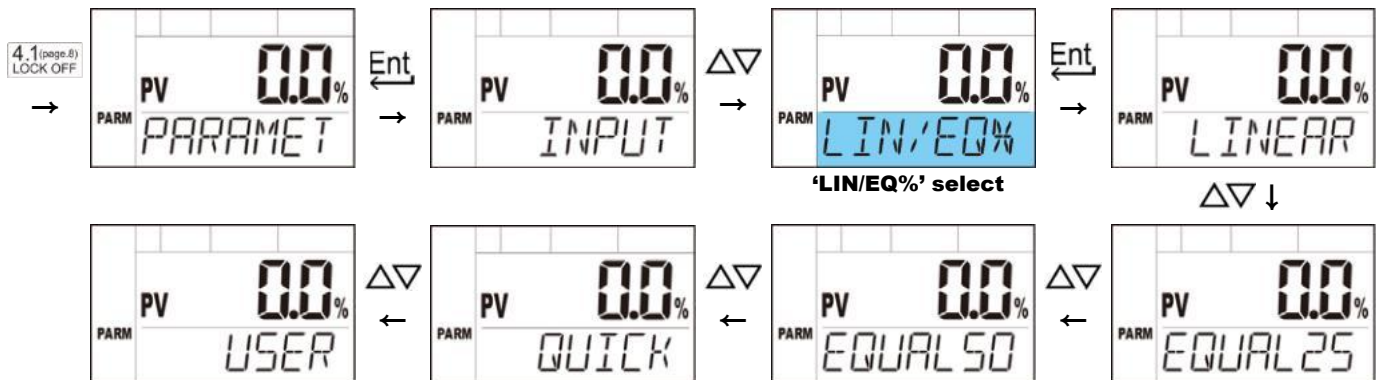 4.1(page.8)
LOCK OFF
→
PARM
PV 0.0%
PARAMET
Ent
→
PARM
PV 0.0%
INPUT
△▽
→
PARM
PV 0.0%
LIN/EQ%
'LIN/EQ%' select
Ent
→
PARM
PV 0.0%
LINEAR
△▽ ↓
PARM
PV 0.0%
USER
△▽
←
PARM
PV 0.0%
QUICK
△▽
←
PARM
PV 0.0%
EQUAL50
△▽
←
PARM
PV 0.0%
EQUAL25